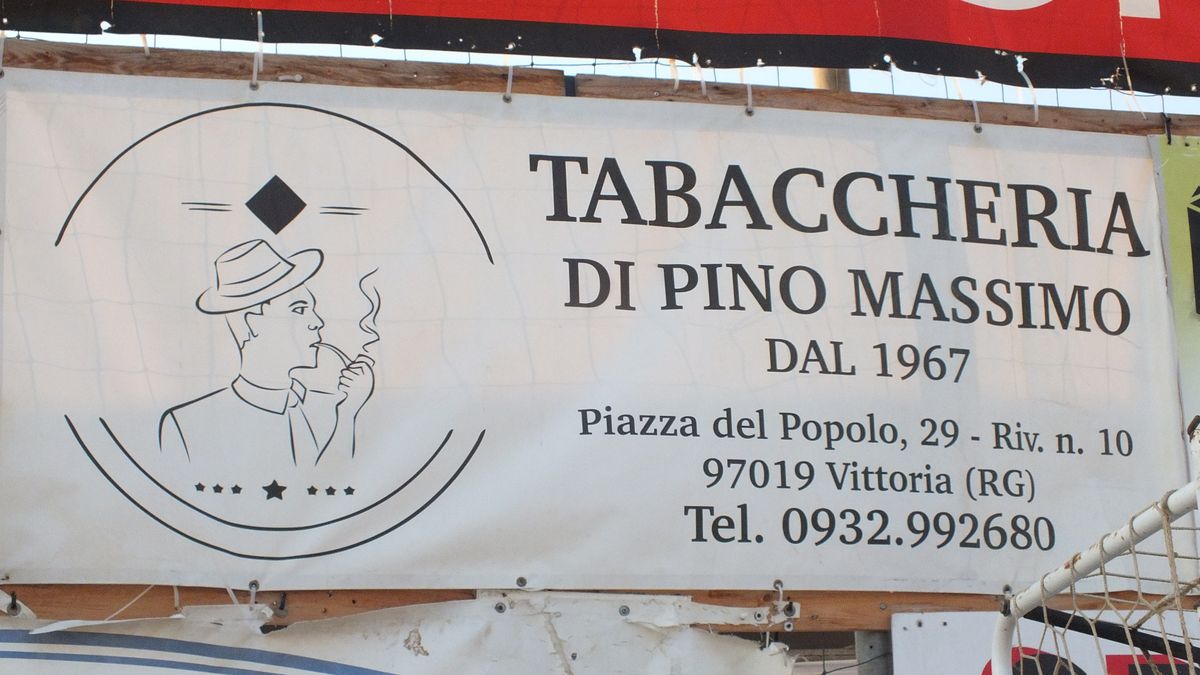 TABACCHERIA
DI PINO MASSIMO
DAL 1967
Piazza del Popolo, 29 - Riv. n. 10
97019 Vittoria (RG)
Tel. 0932.992680